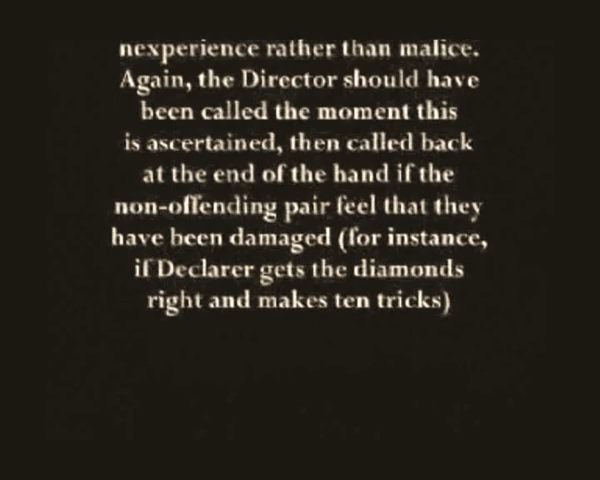 nexperience rather than malice.
Again, the Director should have
been called the moment this
is ascertained, then called back
at the end of the hand if the
non-offending pair feel that they
have been damaged (for instance,
if Declarer gets the diamonds
right and makes ten tricks)